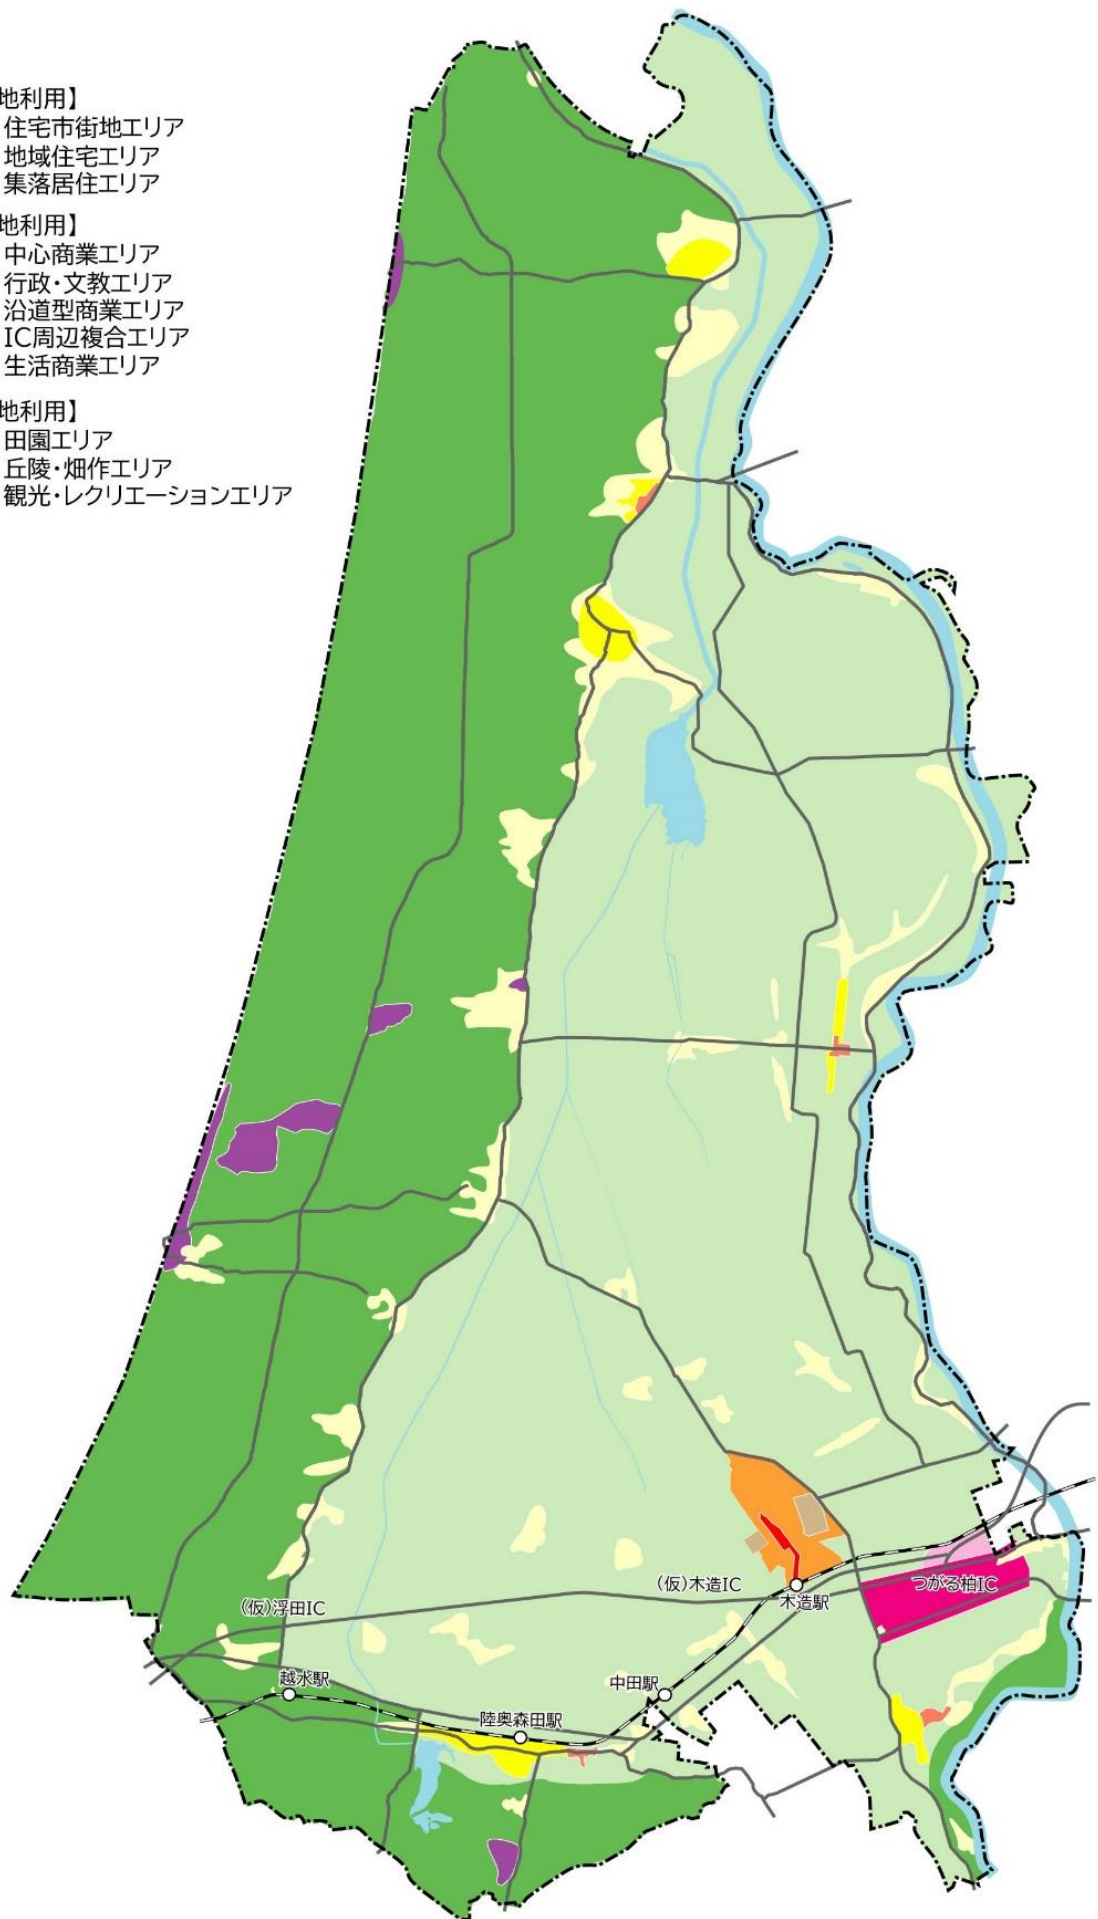 地利用】
住宅市街地エリア
地域住宅エリア
集落居住エリア
地利用】
中心商業エリア
行政・文教エリア
沿道型商業エリア
IC周辺複合エリア
生活商業エリア
地利用】
田園エリア
丘陵・畑作エリア
観光・レクリエーションエリア
(仮)木造IC
つがる柏IC
木造駅
(仮)浮田IC
越水駅
中田駅
陸奥森田駅